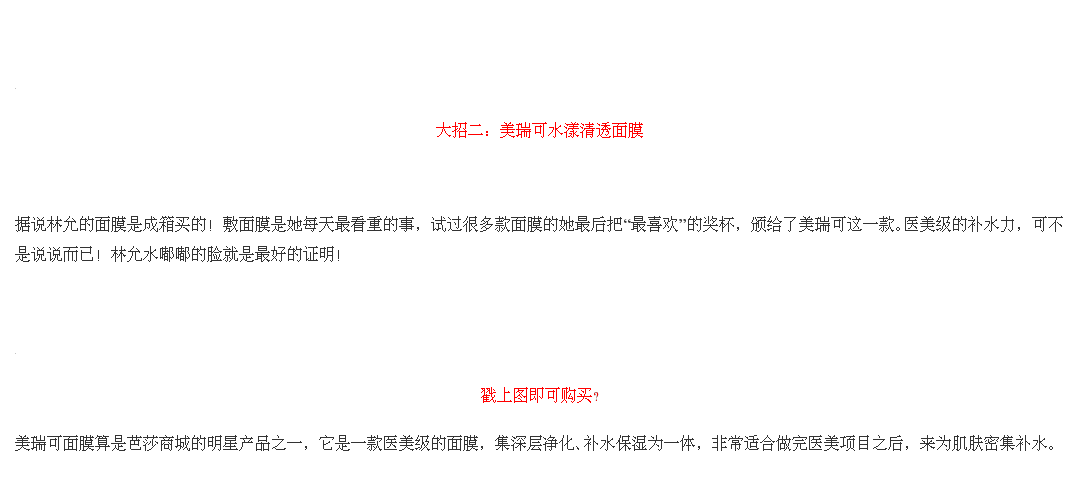 大招二：美瑞可水漾清透面膜
据说林允的面膜是成箱买的！敷面膜是她每天最看重的事，试过很多款面膜的她最后把“最喜欢”的奖杯，颁给了美瑞可这一款。医美级的补水力，可不
是说说而已！林允水嘟嘟的脸就是最好的证明！
戳上图即可购买?
美瑞可面膜算是芭莎商城的明星产品之一，它是一款医美级的面膜，集深层净化、补水保湿为一体，非常适合做完医美项目之后，来为肌肤密集补水。